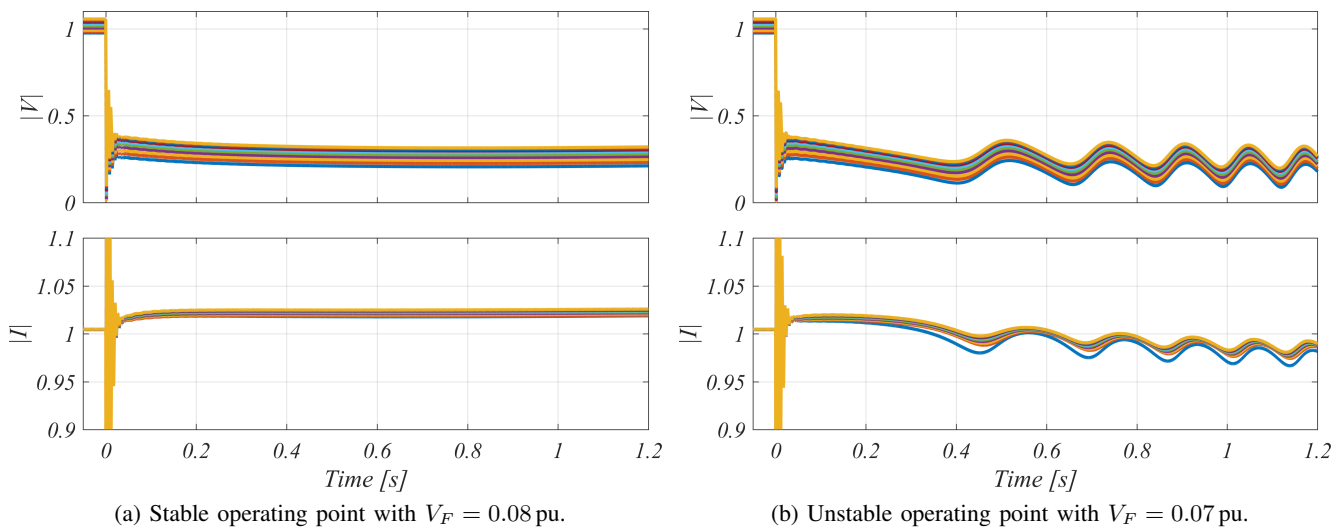 1
0.5
0
|V|
1.1
1.05
1
0.95
0.9
|I|
0 0.2 0.4 0.6 0.8 1 1.2
Time [s]
(a) Stable operating point with V_F = 0.08 pu.
1
0.5
0
|V|
1.1
1.05
1
0.95
0.9
|I|
0 0.2 0.4 0.6 0.8 1 1.2
Time [s]
(b) Unstable operating point with V_F = 0.07 pu.